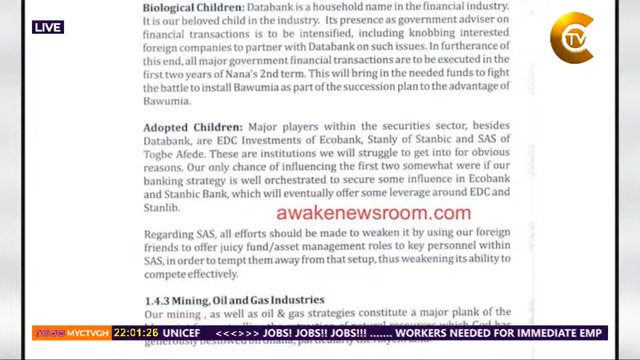 Biological Children: Databank is a household name in the financial industry.
It is our beloved child in the industry. Its presence as government adviser on
financial transactions is to be intensified, including knobbing interested
foreign companies to partner with Databank on such issues. In furtherance of
this end, all major government financial transactions are to be executed in the
first two years of Nana's 2nd term. This will bring in the needed funds to fight
the battle to install Bawumia as part of the succession plan to the advantage of
Bawumia.
LIVE
C
TV
Adopted Children: Major players within the securities sector, besides
Databank, are EDC Investments of Ecobank, Stanly of Stanbic and SAS of
Togbe Afede. These are institutions we will struggle to get into for obvious
reasons. Our only chance of influencing the first two somewhat were if our
banking strategy is well orchestrated to secure some influence in Ecobank
and Stanbic Bank, which will eventually offer some leverage around EDC and
Stanlib.
awakenewsroom.com
Regarding SAS, all efforts should be made to weaken it by using our foreign
friends to offer juicy fund/asset management roles to key personnel within
SAS, in order to tempt them away from that setup, thus weakening its ability to
compete effectively.
1.4.3 Mining, Oil and Gas Industries
Our mining , as well as oil & gas strategies constitute a major plank of the
MYCTVGH 22:01:26 UNICEF <<<>>>> JOBS! JOBS!! JOBS!!! ....... WORKERS NEEDED FOR IMMEDIATE EMP